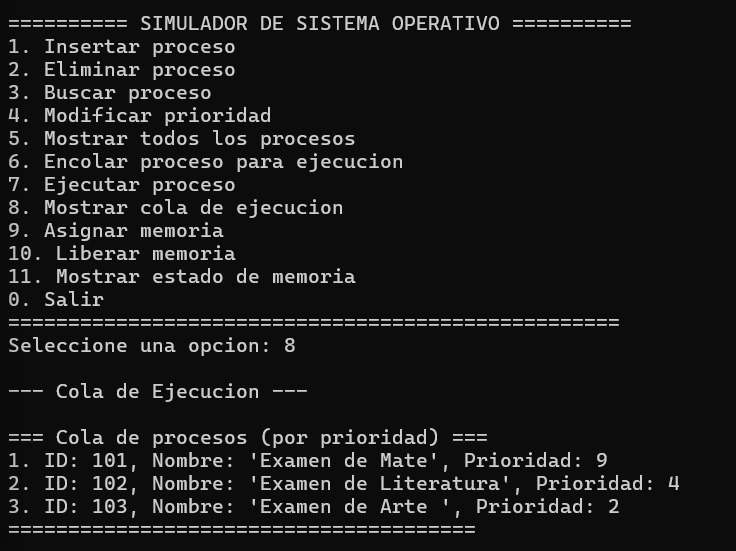 ========== SIMULADOR DE SISTEMA OPERATIVO ==========
1. Insertar proceso
2. Eliminar proceso
3. Buscar proceso
4. Modificar prioridad
5. Mostrar todos los procesos
6. Encolar proceso para ejecucion
7. Ejecutar proceso
8. Mostrar cola de ejecucion
9. Asignar memoria
10. Liberar memoria
11. Mostrar estado de memoria
0. Salir
===================================================
Seleccione una opcion: 8
--- Cola de Ejecucion ---
=== Cola de procesos (por prioridad) ===
1. ID: 101, Nombre: 'Examen de Mate', Prioridad: 9
2. ID: 102, Nombre: 'Examen de Literatura', Prioridad: 4
3. ID: 103, Nombre: 'Examen de Arte ', Prioridad: 2
=======================================